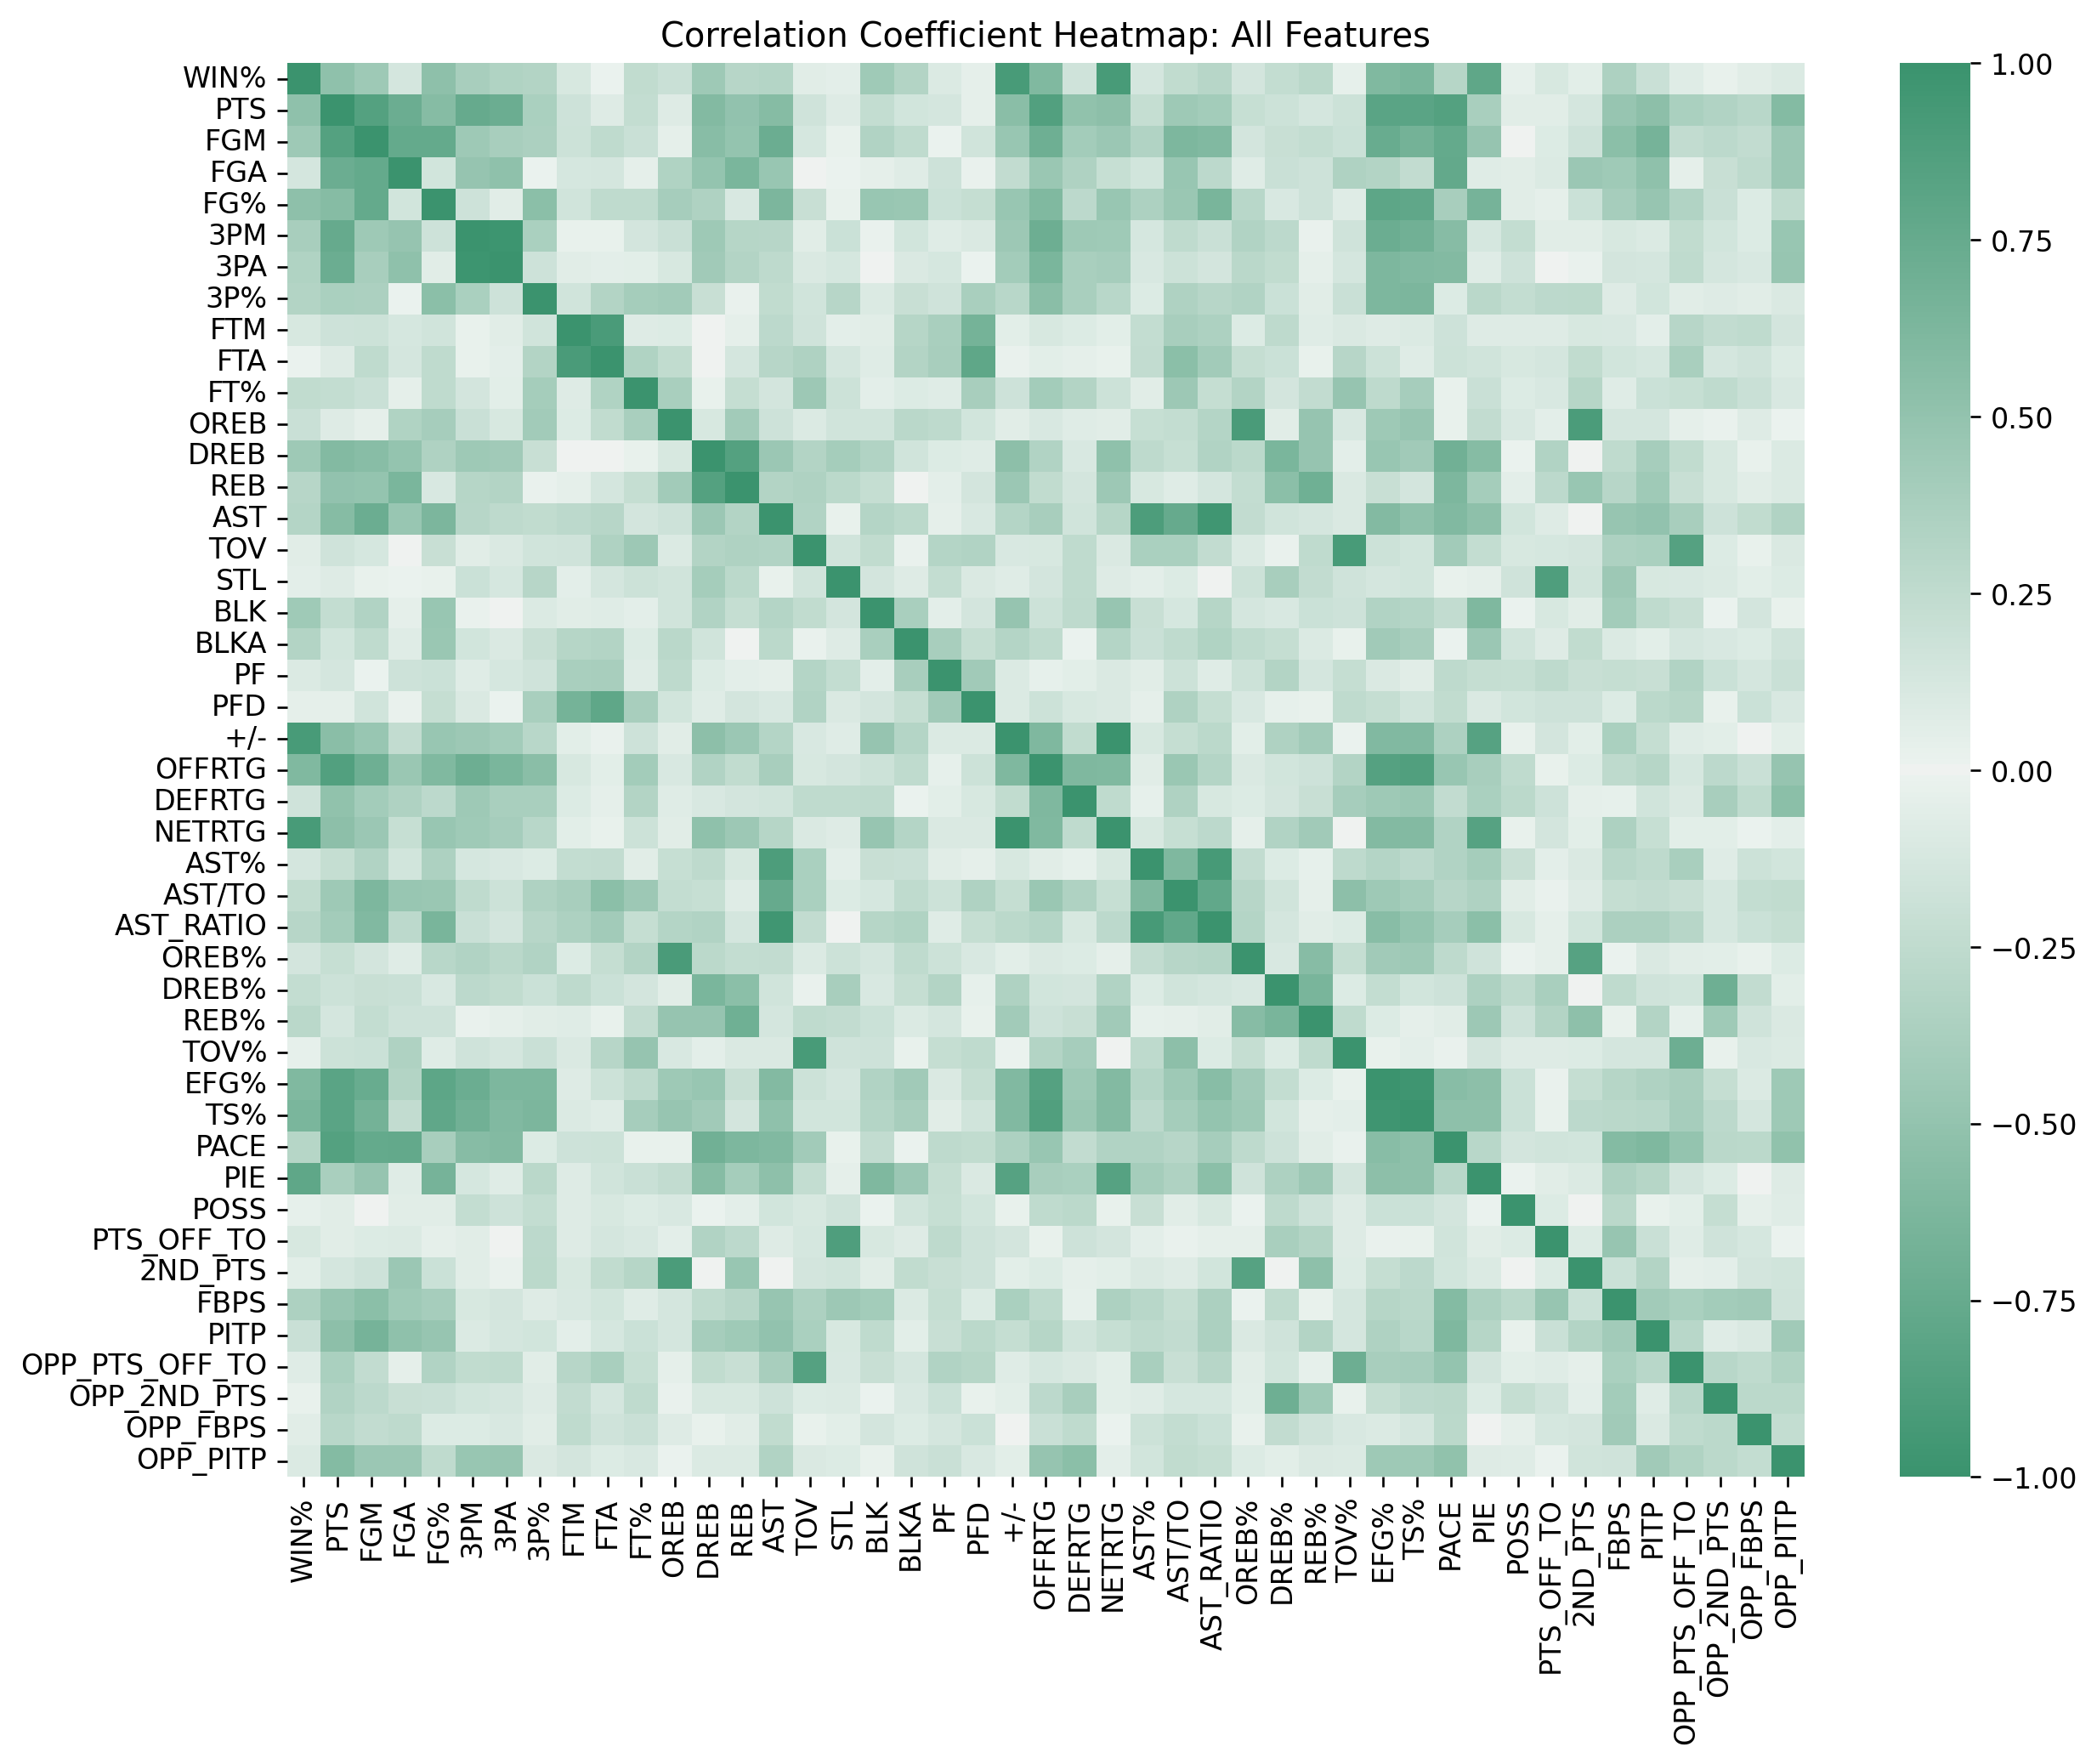 Correlation Coefficient Heatmap: All Features
WIN%
PTS
FGM
FGA
FG%
3PM
3PA
3P%
FTM
FTA
FT%
OREB
DREB
REB
AST
TOV
STL
BLK
BLKA
PF
PFD
+/-
OFFRTG
DEFRTG
NETRTG
AST%
AST/TO
AST_RATIO
OREB%
DREB%
REB%
TOV%
EFG%
TS%
PACE
PIE
POSS
PTS_OFF_TO
2ND_PTS
FBPS
PITP
OPP_PTS_OFF_TO
OPP_2ND_PTS
OPP_FBPS
OPP_PITP
WIN%
PTS
FGM
FGA
FG%
3PM
3PA
3P%
FTM
FTA
FT%
OREB
DREB
REB
AST
TOV
STL
BLK
BLKA
PF
PFD
+/-
OFFRTG
DEFRTG
NETRTG
AST%
AST/TO
AST_RATIO
OREB%
DREB%
REB%
TOV%
EFG%
TS%
PACE
PIE
POSS
PTS_OFF_TO
2ND_PTS
FBPS
PITP
OPP_PTS_OFF_TO
OPP_2ND_PTS
OPP_FBPS
OPP_PITP
1.00
0.75
0.50
0.25
0.00
−0.25
−0.50
−0.75
−1.00